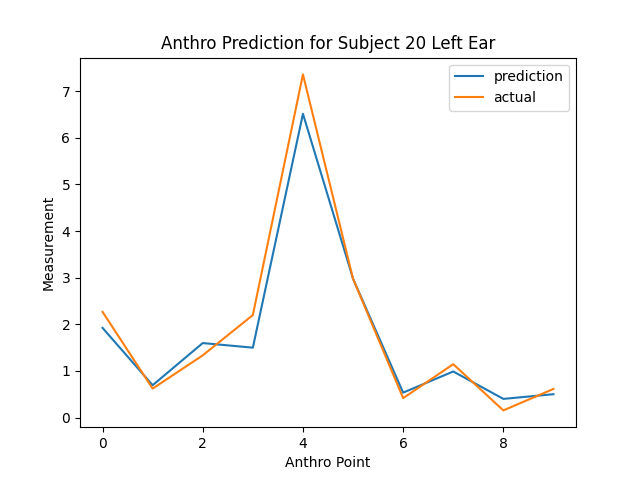 Anthro Prediction for Subject 20 Left Ear
prediction
actual
Measurement
7
6
5
4
3
2
1
0
0 2 4 6 8
Anthro Point